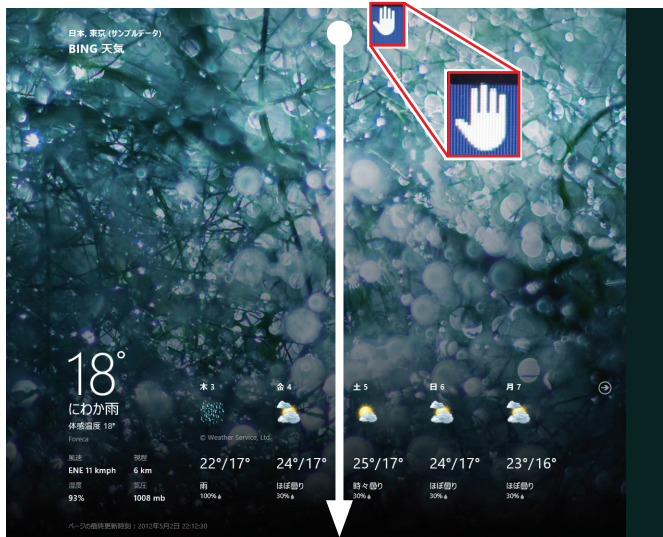 日本, 東京 (サンプルデータ)
BING 天気
18°
にわか雨
体感温度 18°
Foreca
風速
ENE 11 kmph
視程
6 km
湿度
93%
気圧
1008 mb
木 3
金 4
土 5
日 6
月 7
© Weather Service, Ltd.
22°/17°
24°/17°
25°/17°
24°/17°
23°/16°
雨
100%
ほぼ曇り
30%
時々曇り
30%
ほぼ曇り
30%
ほぼ曇り
30%
ページの最終更新時刻 : 2012年5月2日 22:12:30